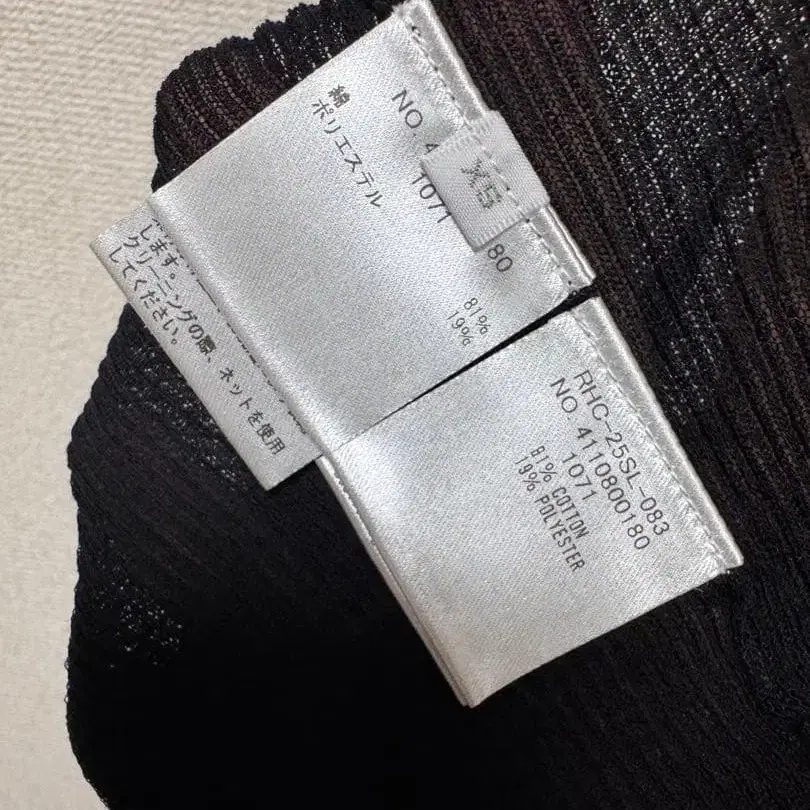 綿
ポリエステル
81%
19%
NO. 4
1071
80
XS
します。
クリーニングの際、ネットを使用
してください。
RHC-25SL-083
NO 4110800180
1071
81% COTTON
19% POLYESTER